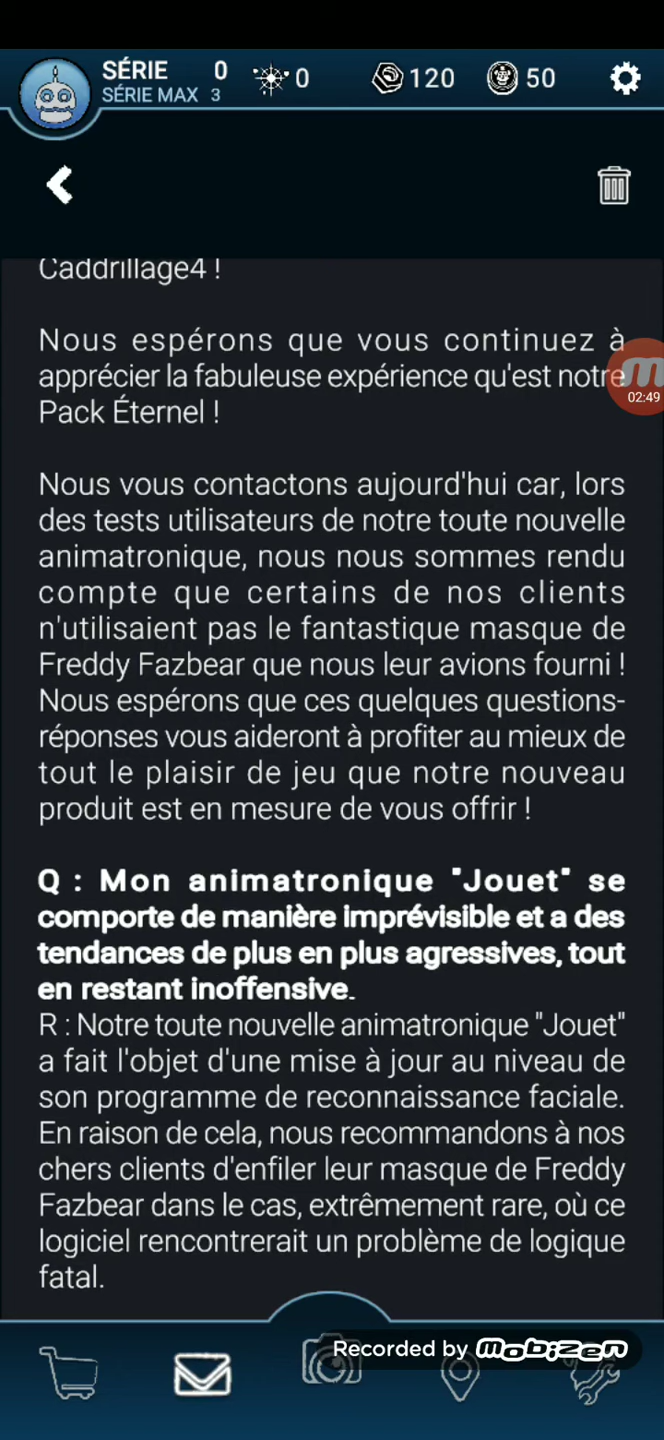 SÉRIE 0
SÉRIE MAX 3
0
120
50
Caddrillage4 !
Nous espérons que vous continuez à
apprécier la fabuleuse expérience qu'est notre
Pack Éternel !
02:49
Nous vous contactons aujourd'hui car, lors
des tests utilisateurs de notre toute nouvelle
animatronique, nous nous sommes rendu
compte que certains de nos clients
n'utilisaient pas le fantastique masque de
Freddy Fazbear que nous leur avions fourni !
Nous espérons que ces quelques questions-
réponses vous aideront à profiter au mieux de
tout le plaisir de jeu que notre nouveau
produit est en mesure de vous offrir !
Q : Mon animatronique "Jouet" se
comporte de manière imprévisible et a des
tendances de plus en plus agressives, tout
en restant inoffensive.
R : Notre toute nouvelle animatronique "Jouet"
a fait l'objet d'une mise à jour au niveau de
son programme de reconnaissance faciale.
En raison de cela, nous recommandons à nos
chers clients d'enfiler leur masque de Freddy
Fazbear dans le cas, extrêmement rare, où ce
logiciel rencontrerait un problème de logique
fatal.
Recorded by mobizen